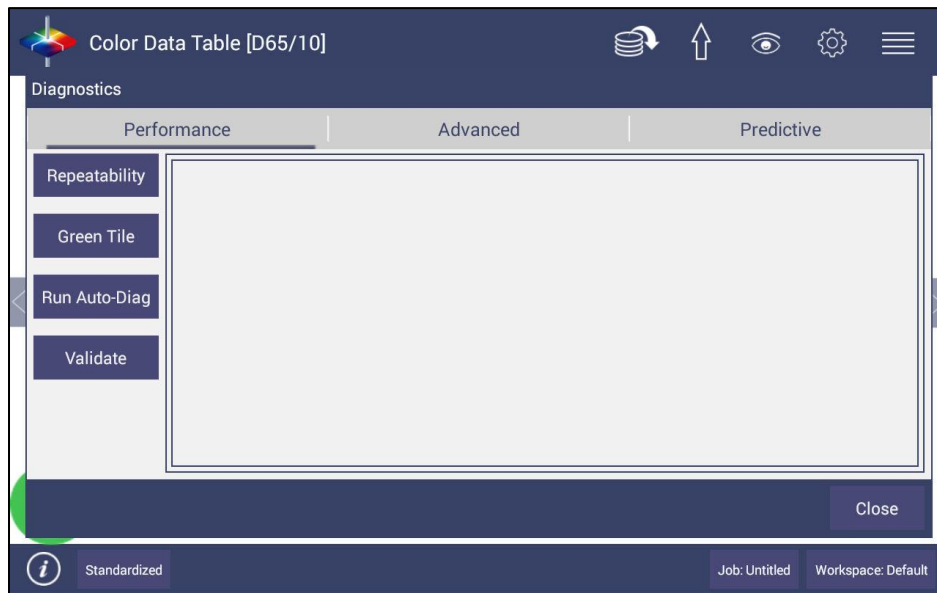 Color Data Table [D65/10]
Diagnostics
Performance
Advanced
Predictive
Repeatability
Green Tile
Run Auto-Diag
Validate
Close
i
Standardized
Job: Untitled
Workspace: Default